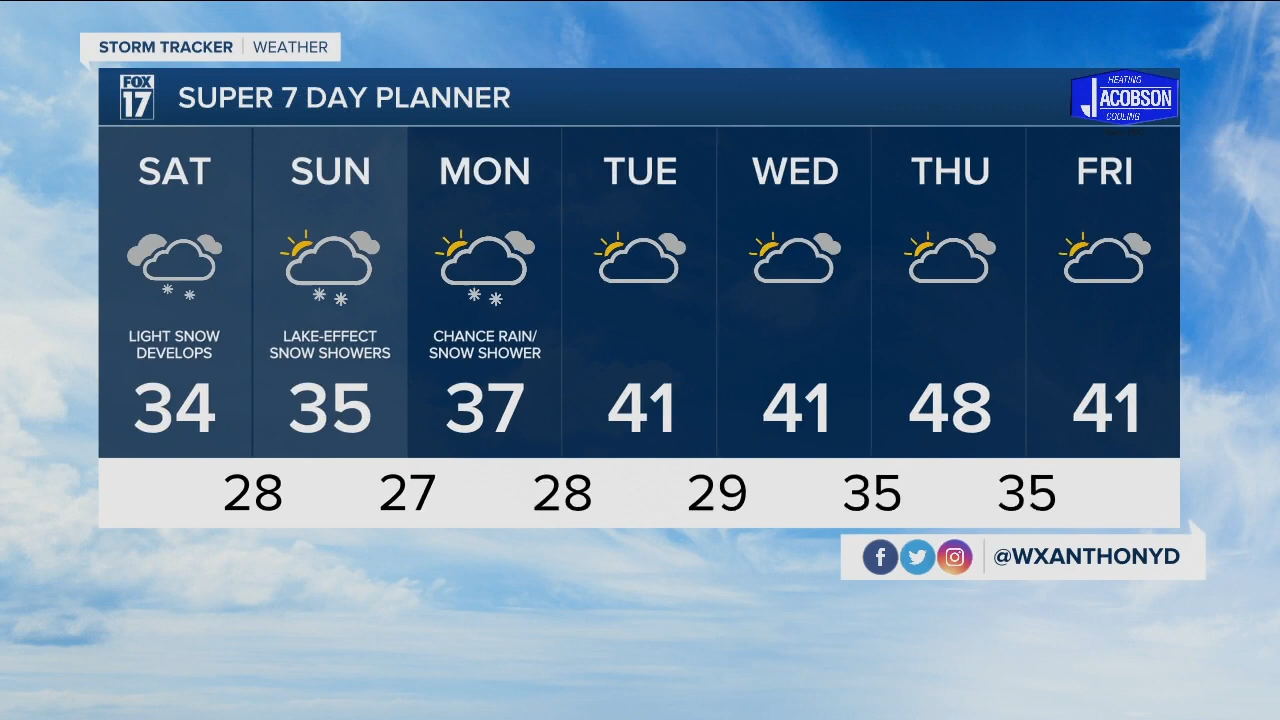 STORM TRACKER | WEATHER
FOX
17
SUPER 7 DAY PLANNER
HEATING
JACOBSON
COOLING
SAT SUN MON TUE WED THU FRI
LIGHT SNOW DEVELOPS
LAKE-EFFECT SNOW SHOWERS
CHANCE RAIN/ SNOW SHOWER
34 35 37 41 41 48 41
28 27 28 29 35 35
@WXANTHONYD